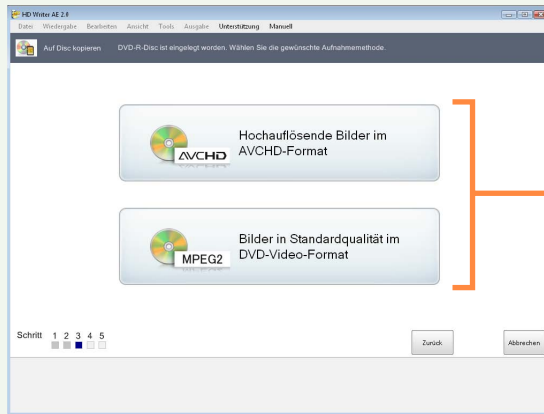 HD Writer AE 2.0
Datei Wiedergabe Bearbeiten Ansicht Tools Ausgabe Unterstützung Manuell
Auf Disc kopieren DVD-R-Disc ist eingelegt worden. Wählen Sie die gewünschte Aufnahmemethode.
AVCHD
Hochauflösende Bilder im
AVCHD-Format
MPEG2
Bilder in Standardqualität im
DVD-Video-Format
Schritt 1 2 3 4 5
Zurück
Abbrechen